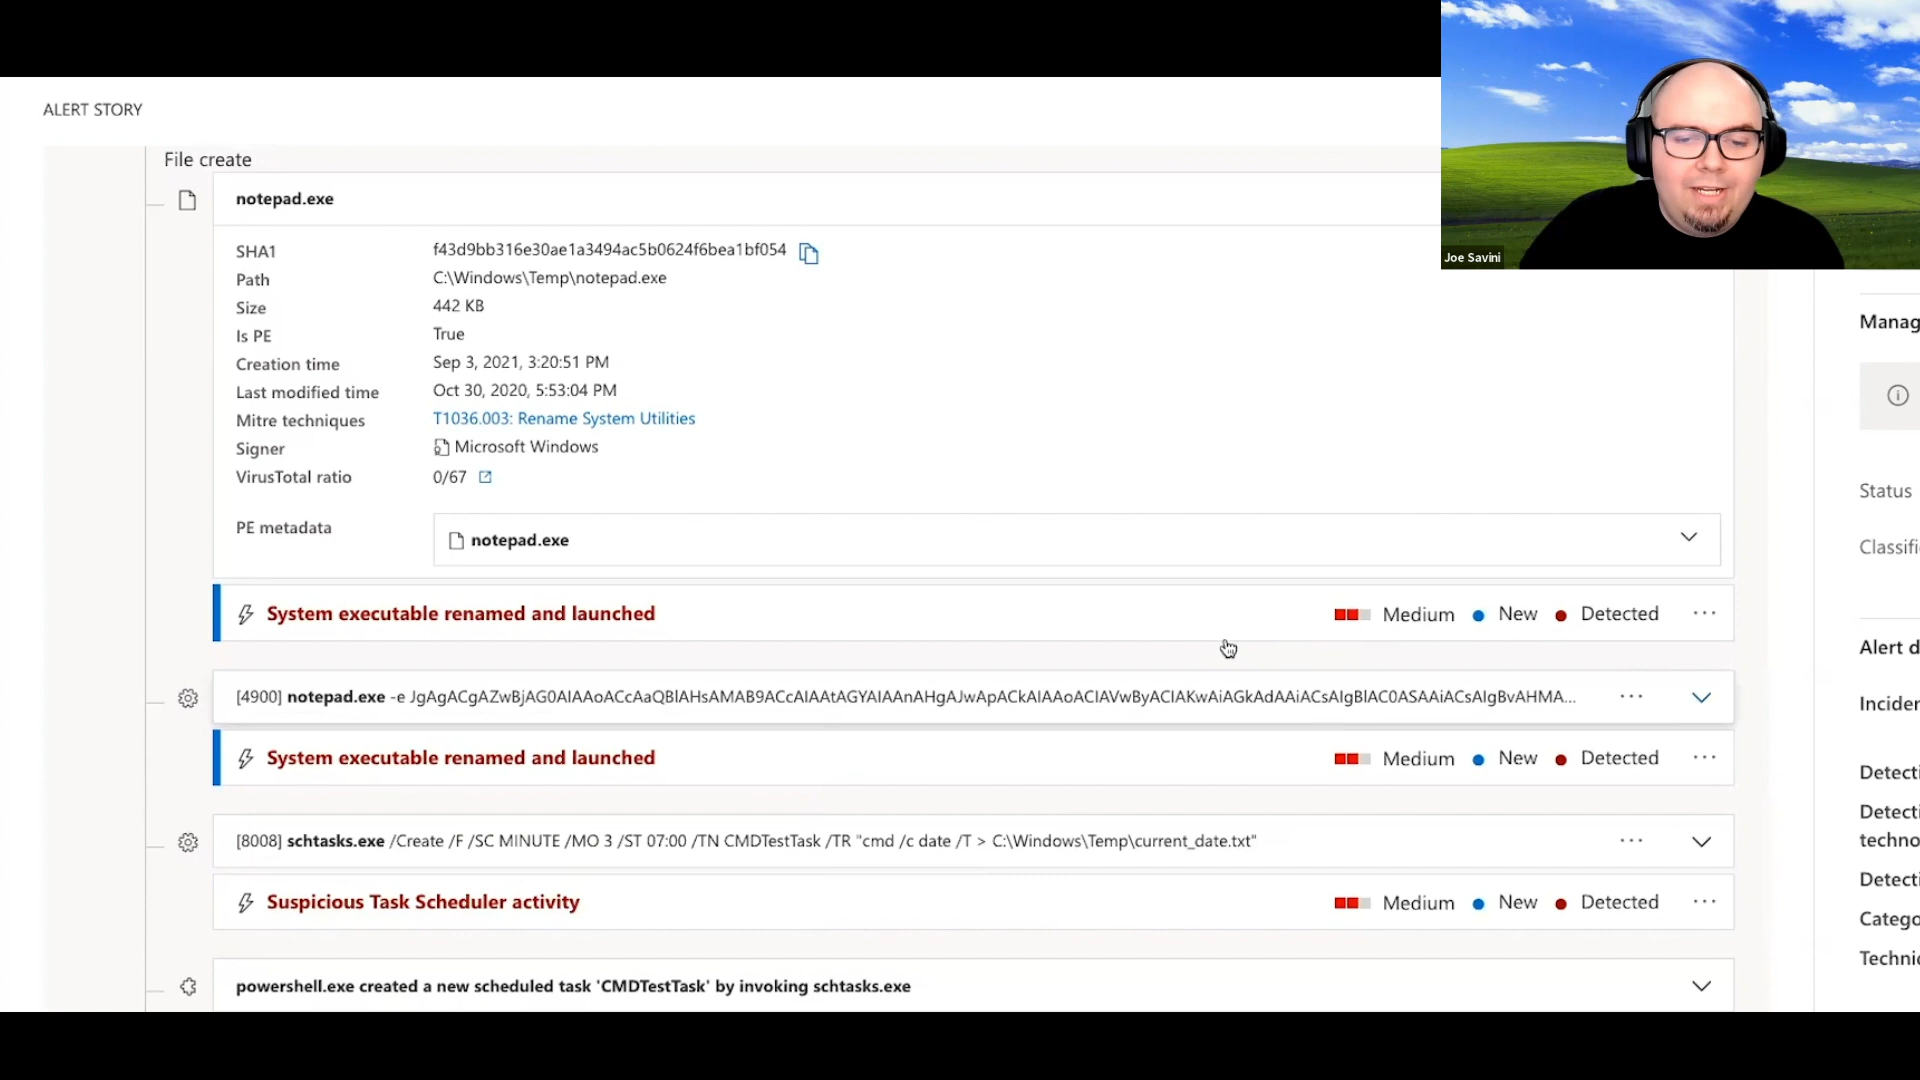 ALERT STORY
File create
notepad.exe
SHA1 f43d9bb316e30ae1a3494ac5b0624f6bea1bf054
Path C:\Windows\Temp\notepad.exe
Size 442 KB
Is PE True
Creation time Sep 3, 2021, 3:20:51 PM
Last modified time Oct 30, 2020, 5:53:04 PM
Mitre techniques T1036.003: Rename System Utilities
Signer Microsoft Windows
VirusTotal ratio 0/67
PE metadata notepad.exe
System executable renamed and launched Medium New Detected ...
[4900] notepad.exe -e JgAgACgAZwBjAG0AIAAoACcAaQBlAHsAMAB9ACcAIAAtAGYAIAAnAHgAJwApACkAIAAoACIAVwByACIAKwAiAGkAdAAiACsAIgBlAC0ASAAiACsAIgBvAHMA... ...
System executable renamed and launched Medium New Detected ...
[8008] schtasks.exe /Create /F /SC MINUTE /MO 3 /ST 07:00 /TN CMDTestTask /TR "cmd /c date /T > C:\Windows\Temp\current_date.txt" ...
Suspicious Task Scheduler activity Medium New Detected ...
powershell.exe created a new scheduled task 'CMDTestTask' by invoking schtasks.exe
Joe Savini
Manag
Status
Classifi
Alert d
Inciden
Detecti
Detecti
techno
Detecti
Catego
Techni